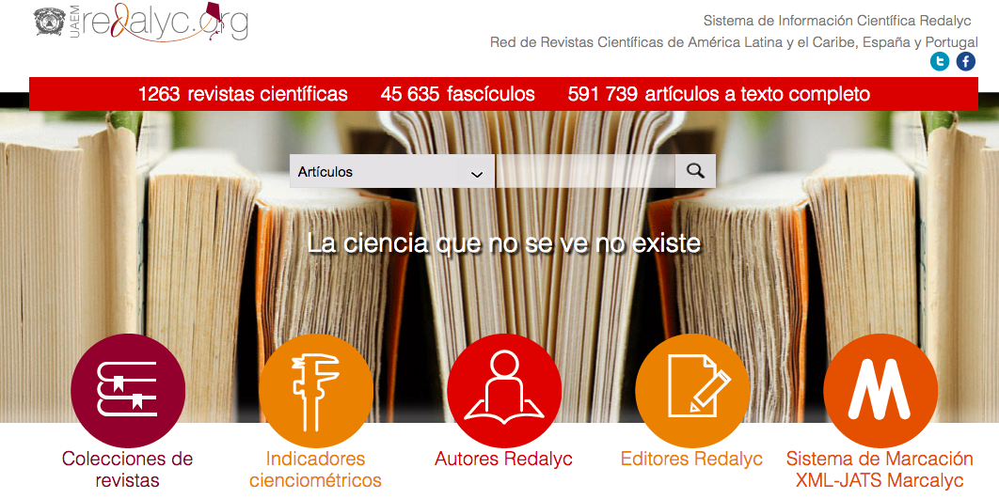 UAEM
redalyc.org
Sistema de Información Científica Redalyc
Red de Revistas Científicas de América Latina y el Caribe, España y Portugal
1263 revistas científicas 45 635 fascículos 591 739 artículos a texto completo
Artículos
La ciencia que no se ve no existe
Colecciones de
revistas
Indicadores
cienciométricos
Autores Redalyc
Editores Redalyc
Sistema de Marcación
XML-JATS Marcalyc